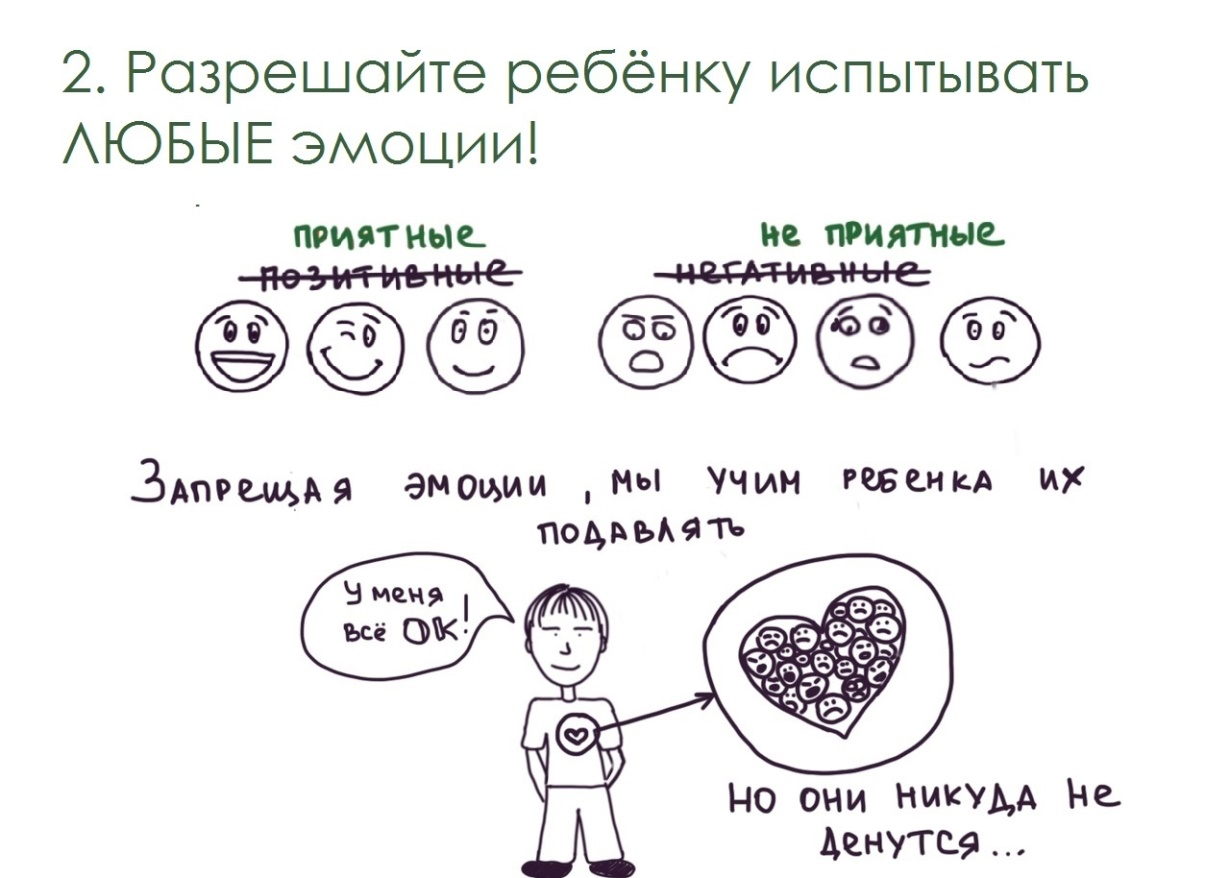 2. Разрешайте ребёнку испытывать
ЛЮБЫЕ эмоции!
ПРИЯТНЫЕ
ПОЗИТИВНЫЕ
НЕ ПРИЯТНЫЕ
НЕГАТИВНЫЕ
ЗАПРЕЩАЯ ЭМОЦИИ, МЫ УЧИМ РЕБЕНКА ИХ
ПОДАВЛЯТЬ
У меня
всё ОК!
НО ОНИ НИКУДА НЕ
ДЕНУТСЯ...